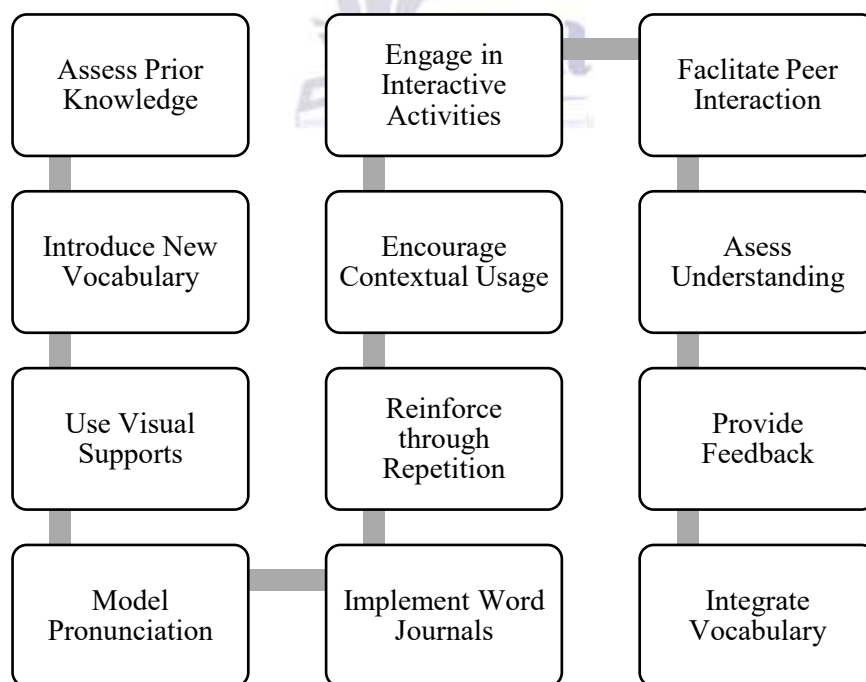 Assess Prior
Knowledge
Introduce New
Vocabulary
Use Visual
Supports
Model
Pronunciation
Implement Word
Journals
Reinforce
through
Repetition
Encourage
Contextual Usage
Engage in
Interactive
Activities
Faclitate Peer
Interaction
Asess
Understanding
Provide
Feedback
Integrate
Vocabulary